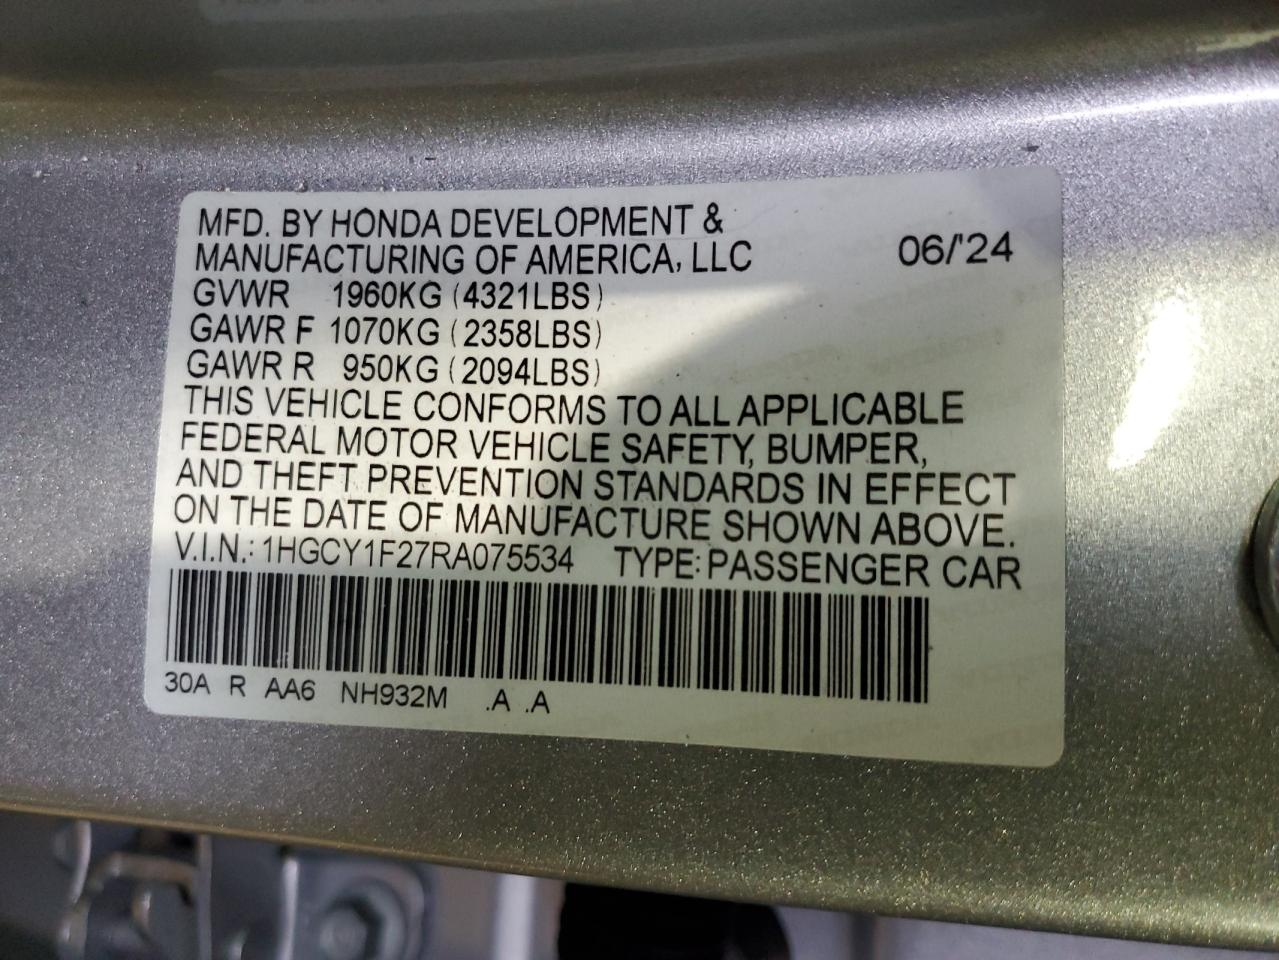 MFD. BY HONDA DEVELOPMENT &
MANUFACTURING OF AMERICA, LLC 06/'24
GVWR 1960KG (4321LBS)
GAWR F 1070KG (2358LBS)
GAWR R 950KG (2094LBS)
THIS VEHICLE CONFORMS TO ALL APPLICABLE
FEDERAL MOTOR VEHICLE SAFETY, BUMPER,
AND THEFT PREVENTION STANDARDS IN EFFECT
ON THE DATE OF MANUFACTURE SHOWN ABOVE.
V.I.N.: 1HGCY1F27RA075534 TYPE: PASSENGER CAR
30A R AA6 NH932M .A .A